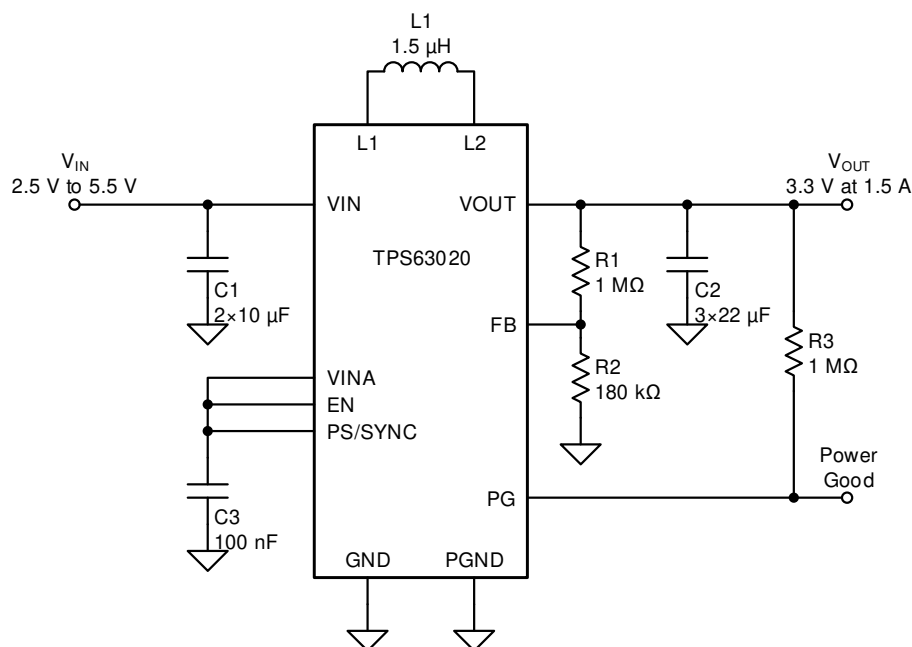 L1
1.5 µH
L1
L2
VIN
2.5 V to 5.5 V
VIN
VOUT
VOUT
3.3 V at 1.5 A
TPS63020
C1
2×10 µF
R1
1 MΩ
C2
3×22 µF
FB
R2
180 kΩ
R3
1 MΩ
VINA
EN
PS/SYNC
C3
100 nF
PG
Power
Good
GND
PGND